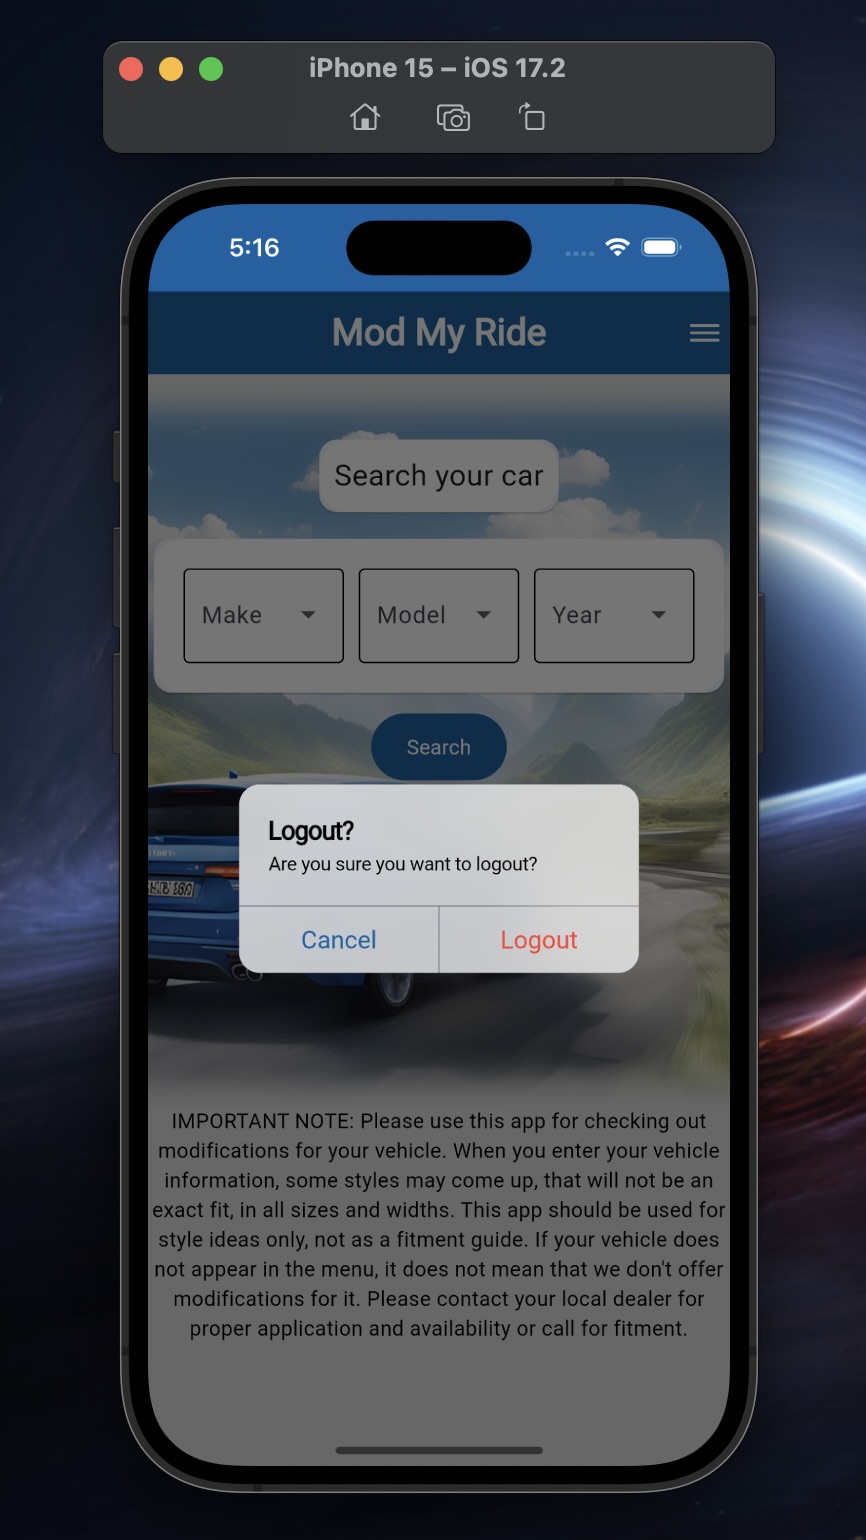 iPhone 15 – iOS 17.2
5:16
Mod My Ride
Search your car
Make
Model
Year
Search
Logout?
Are you sure you want to logout?
Cancel
Logout
IMPORTANT NOTE: Please use this app for checking out
modifications for your vehicle. When you enter your vehicle
information, some styles may come up, that will not be an
exact fit, in all sizes and widths. This app should be used for
style ideas only, not as a fitment guide. If your vehicle does
not appear in the menu, it does not mean that we don't offer
modifications for it. Please contact your local dealer for
proper application and availability or call for fitment.